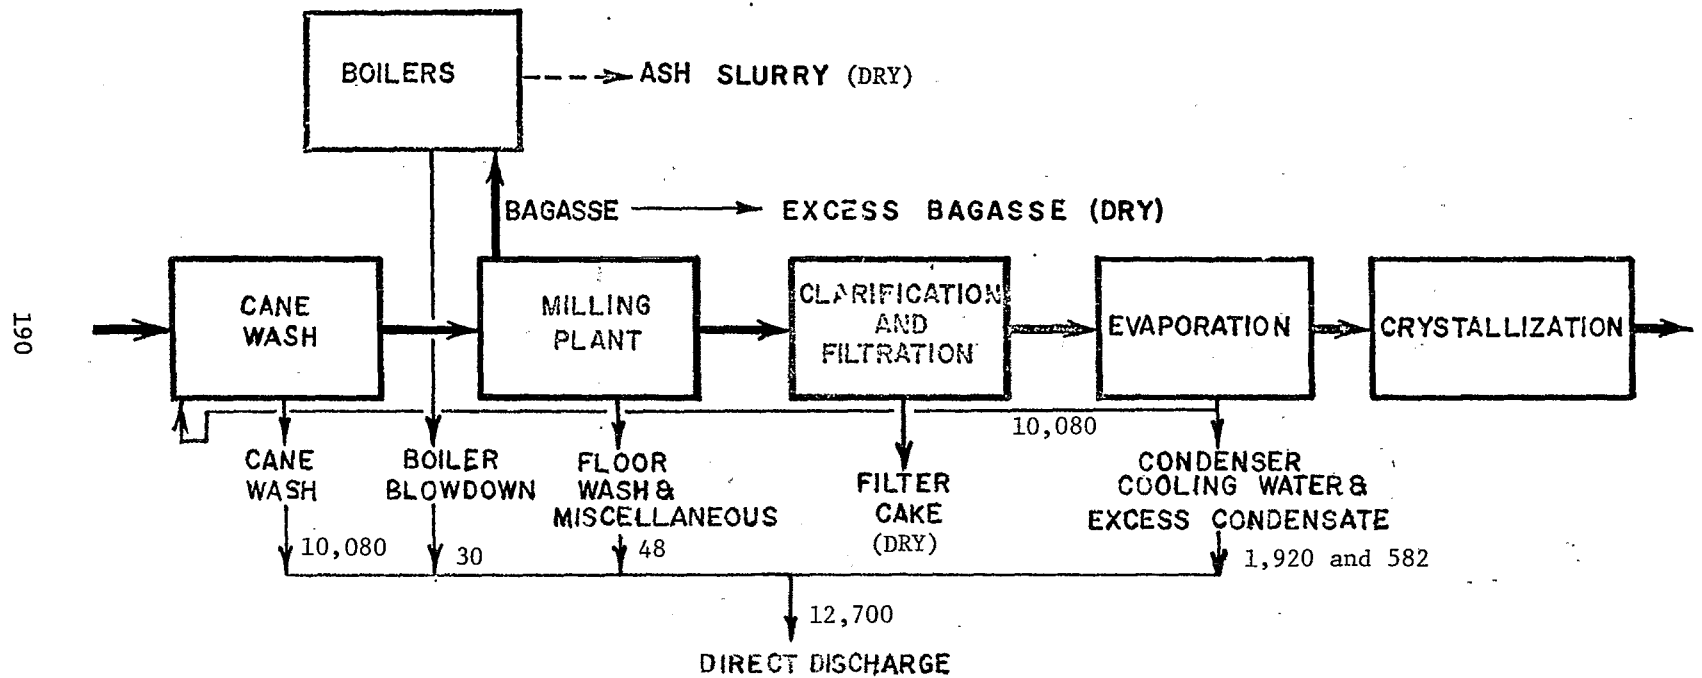 BOILERS
ASH SLURRY (DRY)
BAGASSE
EXCESS BAGASSE (DRY)
190
CANE
WASH
MILLING
PLANT
CLARIFICATION
AND
FILTRATION
EVAPORATION
CRYSTALLIZATION
10,080
CANE
WASH
BOILER
BLOWDOWN
FLOOR
WASH &
MISCELLANEOUS
FILTER
CAKE
(DRY)
CONDENSER
COOLING WATER &
EXCESS CONDENSATE
10,080
30
48
1,920 and 582
12,700
DIRECT DISCHARGE